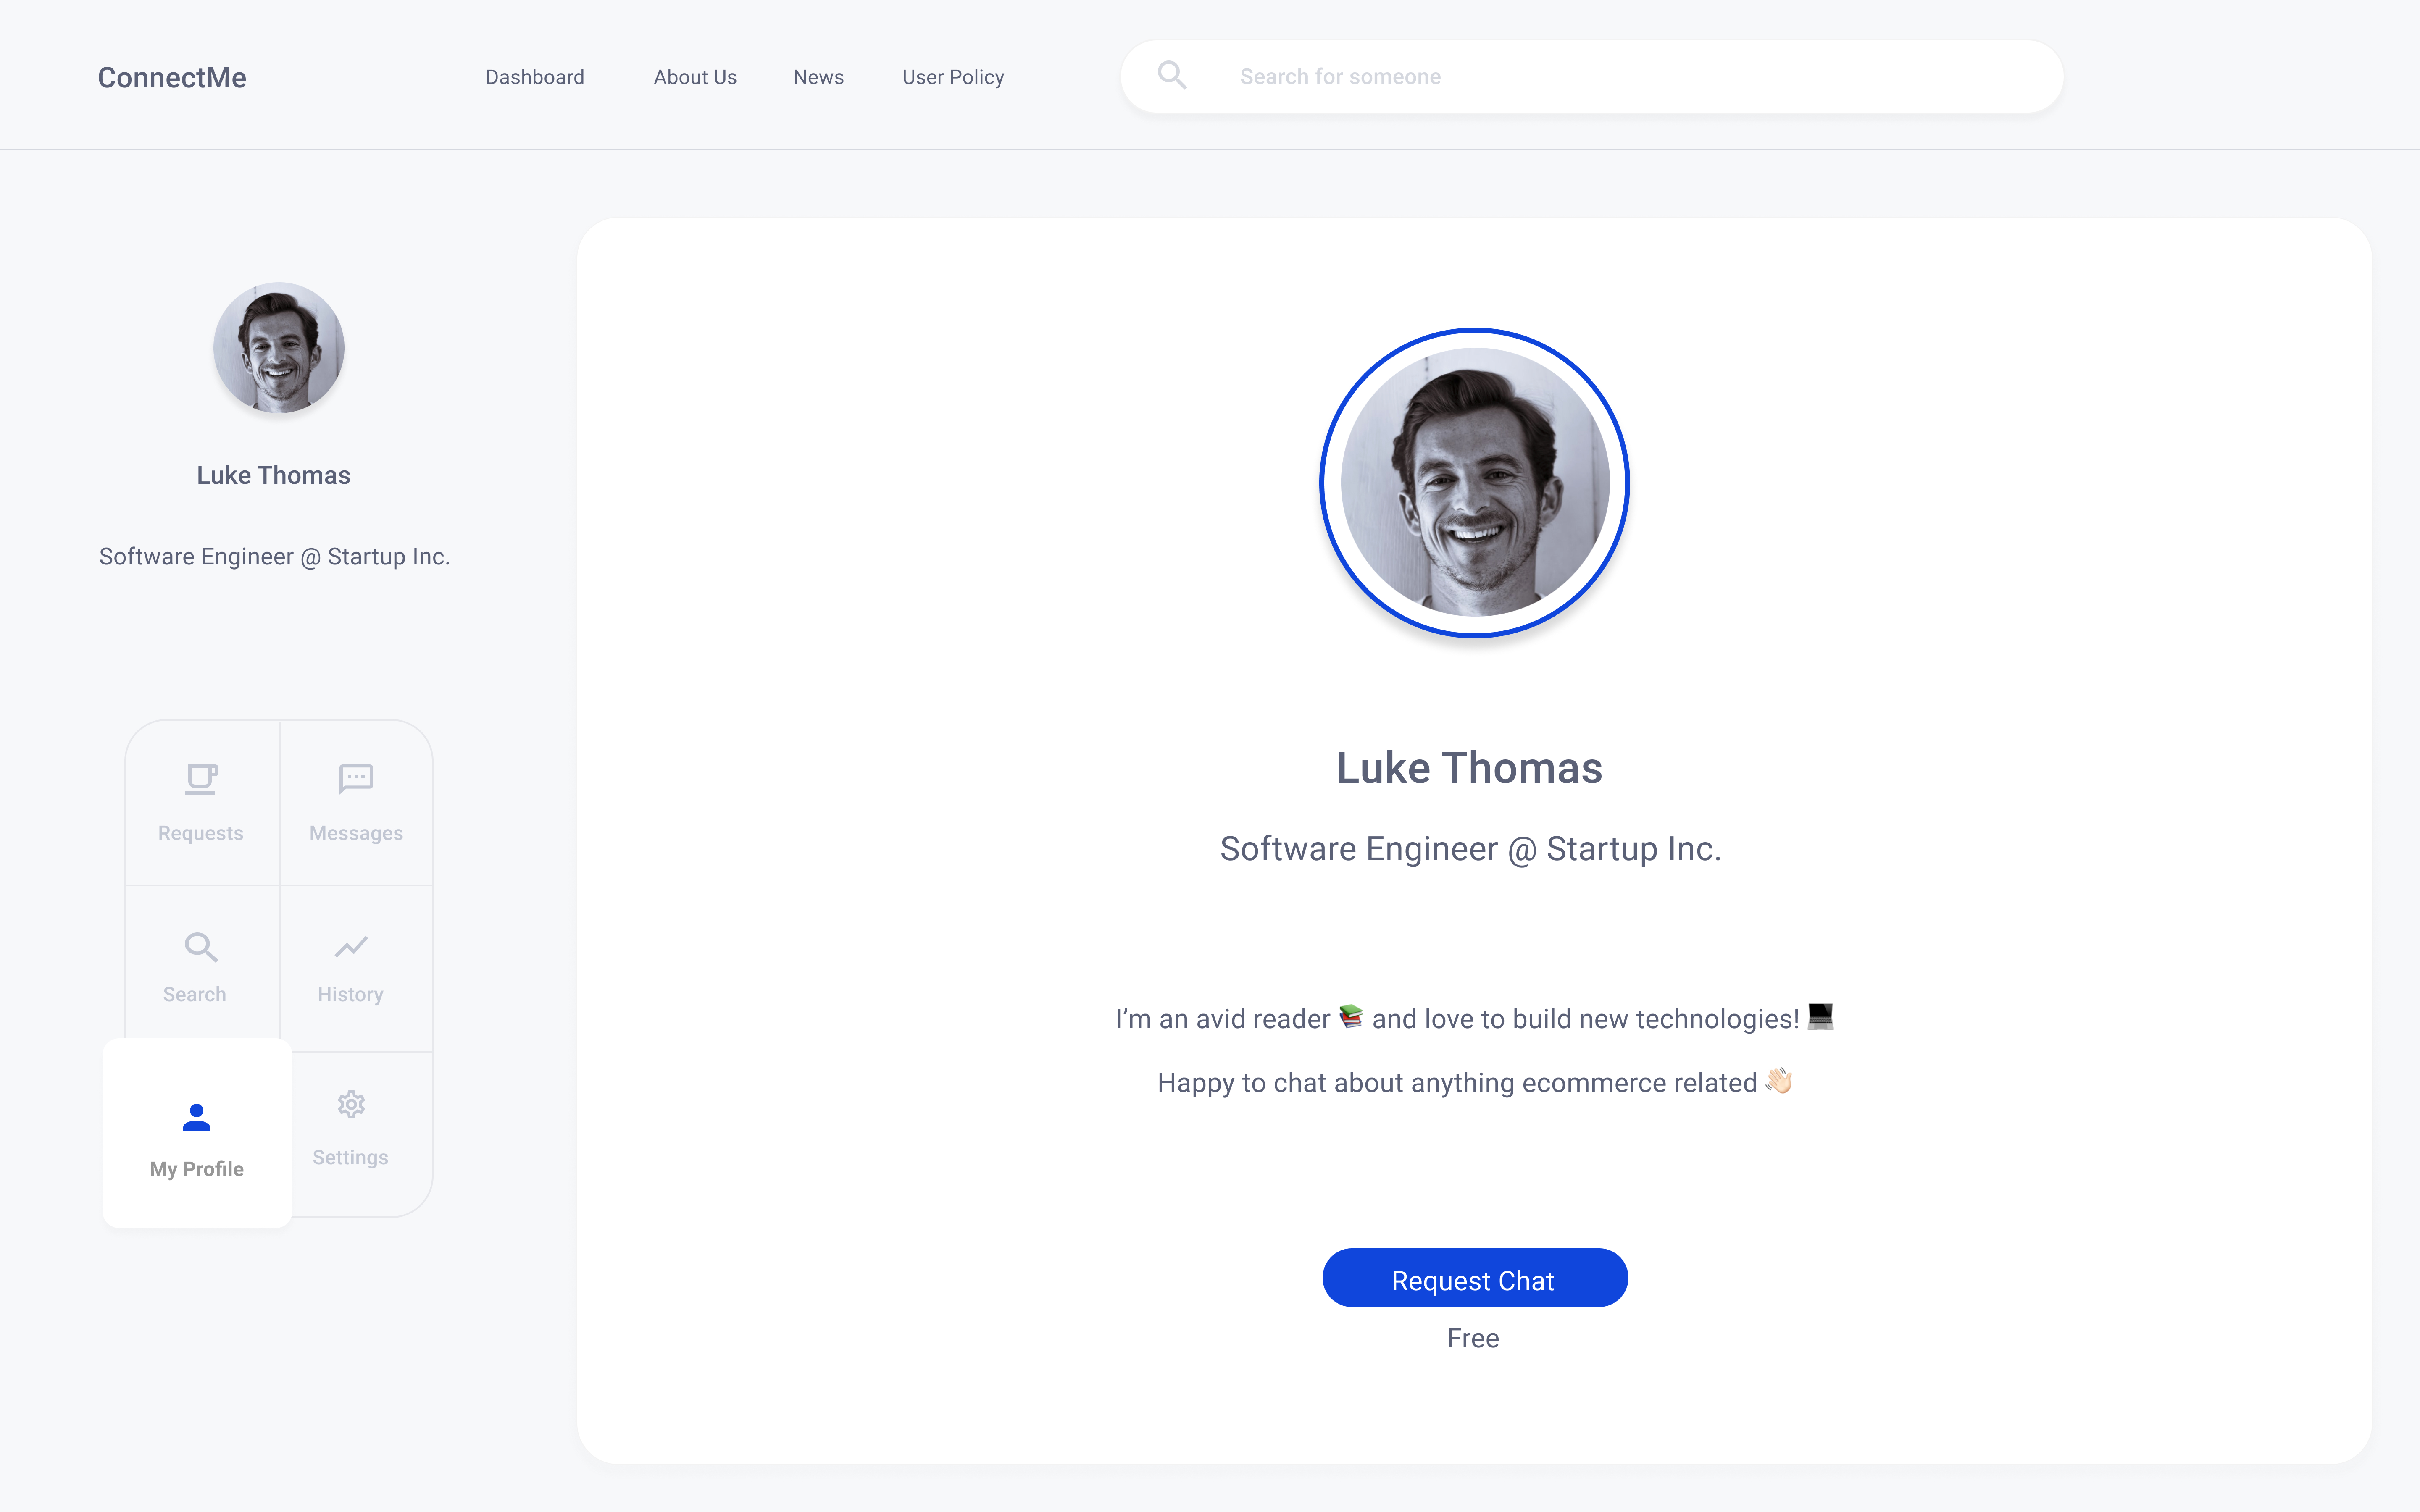 ConnectMe
Dashboard
About Us
News
User Policy
Search for someone
Luke Thomas
Software Engineer @ Startup Inc.
Requests
Messages
Search
History
My Profile
Settings
Luke Thomas
Software Engineer @ Startup Inc.
I’m an avid reader 📚 and love to build new technologies! 💻
Happy to chat about anything ecommerce related 👋🏻
Request Chat
Free